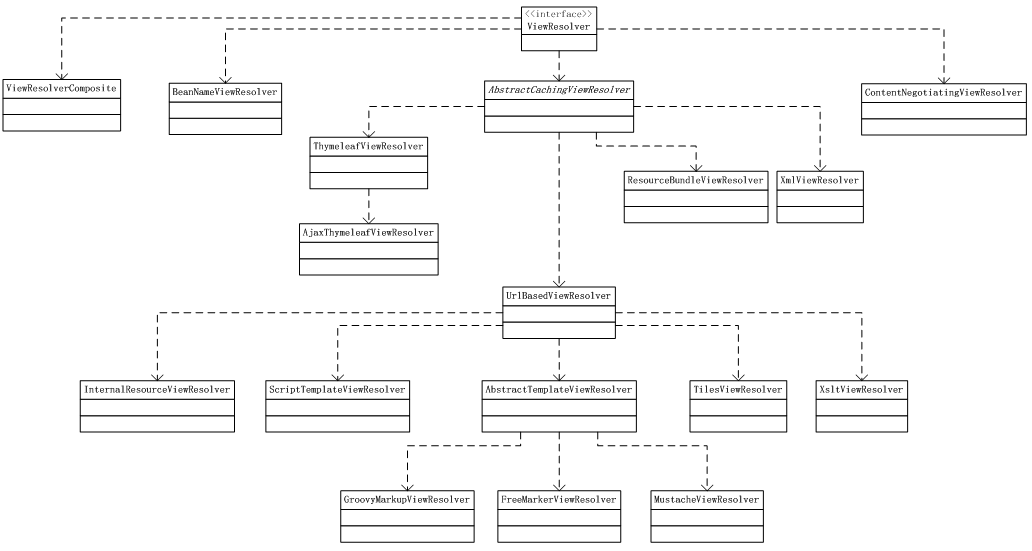 <<interface>>
ViewResolver
ViewResolverComposite
BeanNameViewResolver
AbstractCachingViewResolver
ContentNegotiatingViewResolver
ThymeleafViewResolver
ResourceBundleViewResolver
XmlViewResolver
AjaxThymeleafViewResolver
UrlBasedViewResolver
InternalResourceViewResolver
ScriptTemplateViewResolver
AbstractTemplateViewResolver
TilesViewResolver
XsltViewResolver
GroovyMarkupViewResolver
FreeMarkerViewResolver
MustacheViewResolver